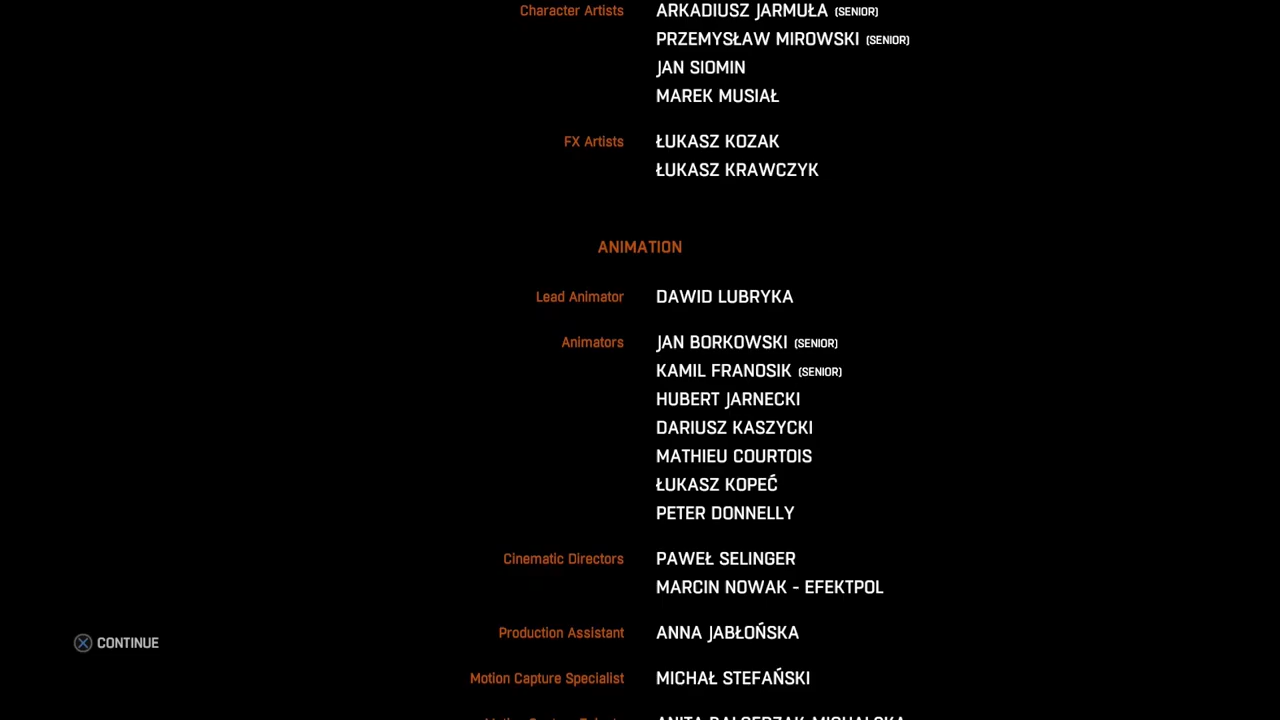 Character Artists ARKADIUSZ JARMUŁA (SENIOR)
PRZEMYSŁAW MIROWSKI (SENIOR)
JAN SIOMIN
MAREK MUSIAŁ
FX Artists ŁUKASZ KOZAK
ŁUKASZ KRAWCZYK
ANIMATION
Lead Animator DAWID LUBRYKA
Animators JAN BORKOWSKI (SENIOR)
KAMIL FRANOSIK (SENIOR)
HUBERT JARNECKI
DARIUSZ KASZYCKI
MATHIEU COURTOIS
ŁUKASZ KOPEĆ
PETER DONNELLY
Cinematic Directors PAWEŁ SELINGER
MARCIN NOWAK - EFEKTPOL
Production Assistant ANNA JABŁOŃSKA
CONTINUE
Motion Capture Specialist MICHAŁ STEFAŃSKI